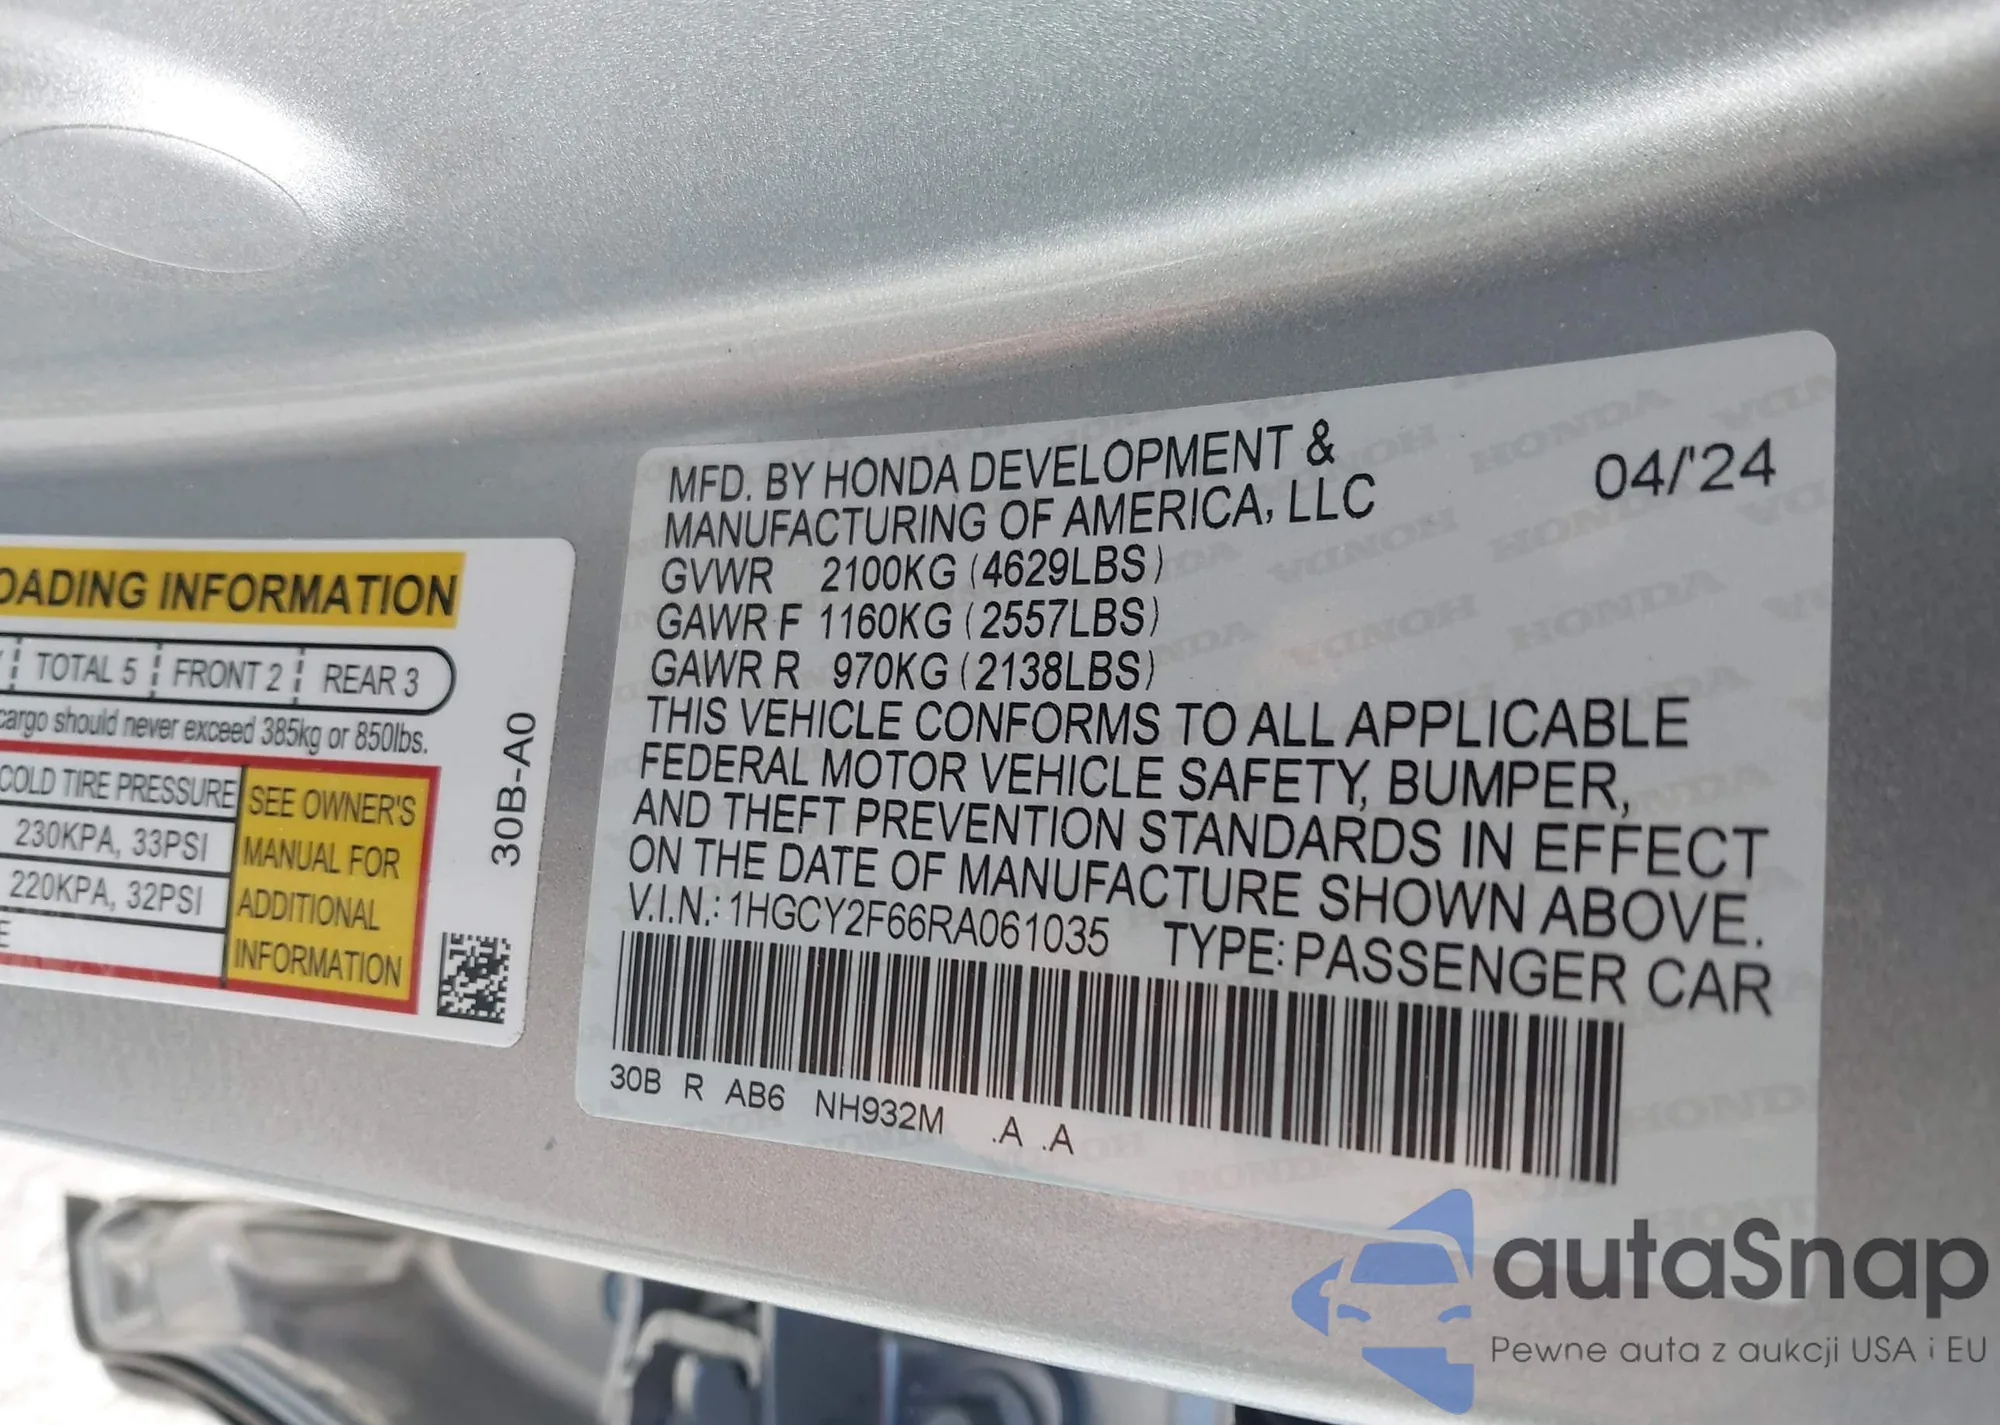 OADING INFORMATION
TOTAL 5 FRONT 2 REAR 3
cargo should never exceed 385kg or 850lbs.
COLD TIRE PRESSURE
230KPA, 33PSI
220KPA, 32PSI
E
SEE OWNER'S
MANUAL FOR
ADDITIONAL
INFORMATION
30B-A0
MFD. BY HONDA DEVELOPMENT &
MANUFACTURING OF AMERICA, LLC
04/'24
GVWR 2100KG (4629LBS)
GAWR F 1160KG (2557LBS)
GAWR R 970KG (2138LBS)
THIS VEHICLE CONFORMS TO ALL APPLICABLE
FEDERAL MOTOR VEHICLE SAFETY, BUMPER,
AND THEFT PREVENTION STANDARDS IN EFFECT
ON THE DATE OF MANUFACTURE SHOWN ABOVE.
V.I.N.: 1HGCY2F66RA061035 TYPE: PASSENGER CAR
30B R AB6 NH932M .A .A
autaSnap
Pewne auta z aukcji USA i EU